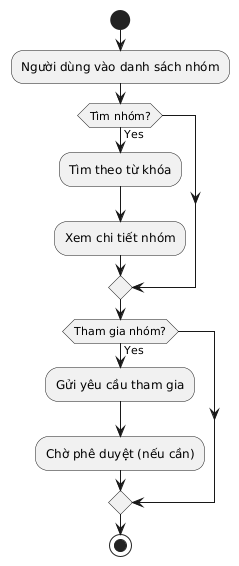 Người dùng vào danh sách nhóm
Tìm nhóm?
Yes
Tìm theo từ khóa
Xem chi tiết nhóm
Tham gia nhóm?
Yes
Gửi yêu cầu tham gia
Chờ phê duyệt (nếu cần)